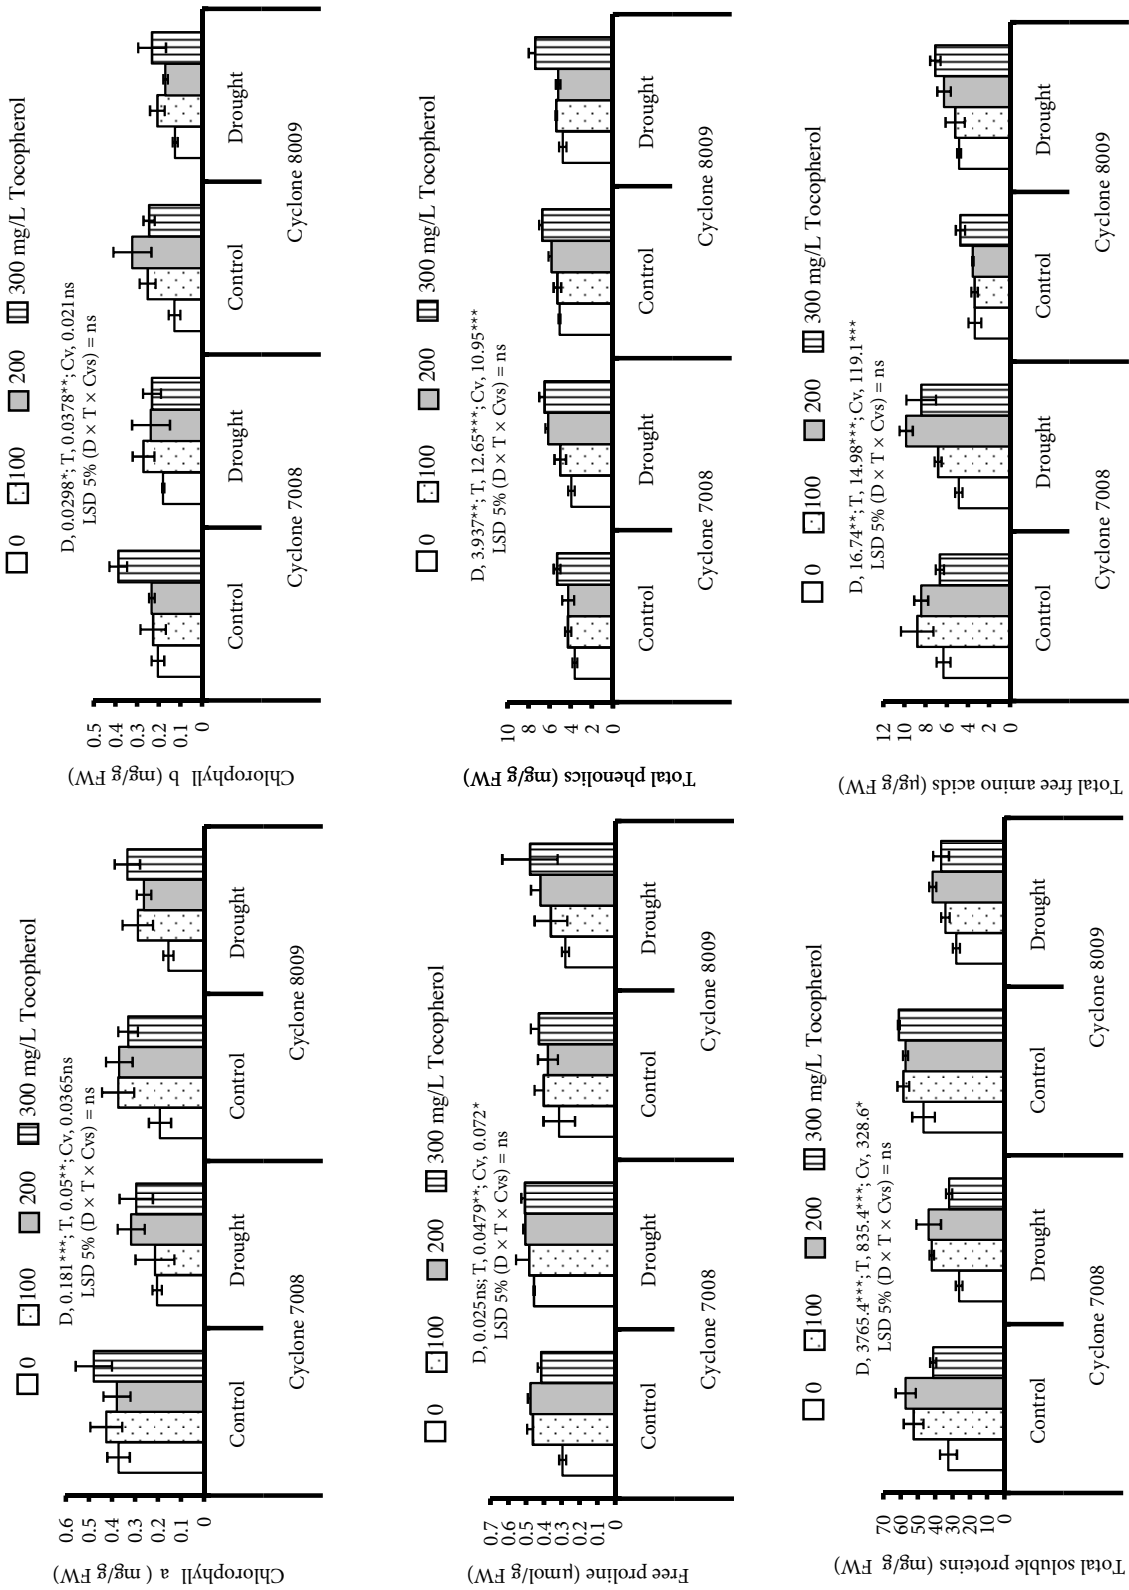 0 100 200 300 mg/L Tocopherol
D, 0.181***; T, 0.05**; Cv, 0.0365ns
LSD 5% (D × T × Cvs) = ns
Chlorophyll a ( mg/g FW)
0.6
0.5
0.4
0.3
0.2
0.1
0
Control Drought Control Drought
Cyclone 7008 Cyclone 8009
0 100 200 300 mg/L Tocopherol
D, 0.0298*; T, 0.0378**; Cv, 0.021ns
LSD 5% (D × T × Cvs) = ns
Chlorophyll b (mg/g FW)
0.5
0.4
0.3
0.2
0.1
0
Control Drought Control Drought
Cyclone 7008 Cyclone 8009
0 100 200 300 mg/L Tocopherol
D, 0.025ns; T, 0.0479**; Cv, 0.072*
LSD 5% (D × T × Cvs) = ns
Free proline (μmol/g FW)
0.7
0.6
0.5
0.4
0.3
0.2
0.1
0
Control Drought Control Drought
Cyclone 7008 Cyclone 8009
0 100 200 300 mg/L Tocopherol
D, 3.937**; T, 12.65***; Cv, 10.95***
LSD 5% (D × T × Cvs) = ns
Total phenolics (mg/g FW)
10
8
6
4
2
0
Control Drought Control Drought
Cyclone 7008 Cyclone 8009
0 100 200 300 mg/L Tocopherol
D, 3765.4***; T, 835.4***; Cv, 328.6*
LSD 5% (D × T × Cvs) = ns
Total soluble proteins (mg/g FW)
70
60
50
40
30
20
10
0
Control Drought Control Drought
Cyclone 7008 Cyclone 8009
0 100 200 300 mg/L Tocopherol
D, 16.74**; T, 14.98***; Cv, 119.1***
LSD 5% (D × T × Cvs) = ns
Total free amino acids (μg/g FW)
12
10
8
6
4
2
0
Control Drought Control Drought
Cyclone 7008 Cyclone 8009